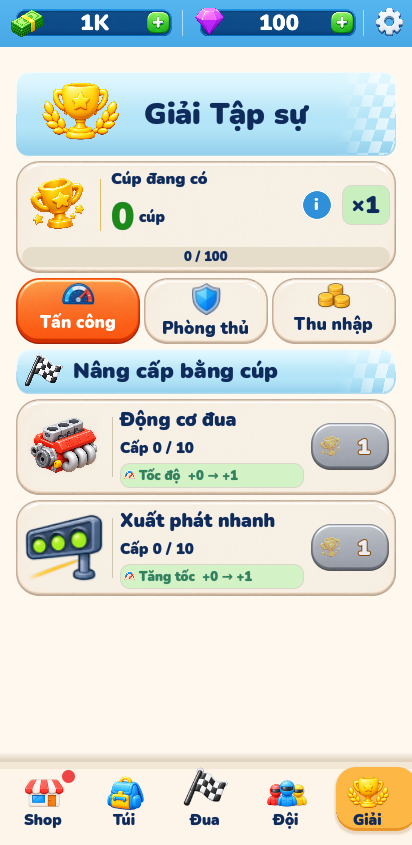 1K
100
Giải Tập sự
Cúp đang có
0 cúp
i
×1
0 / 100
Tấn công
Phòng thủ
Thu nhập
Nâng cấp bằng cúp
Động cơ đua
Cấp 0 / 10
Tốc độ +0 → +1
1
Xuất phát nhanh
Cấp 0 / 10
Tăng tốc +0 → +1
1
Shop
Túi
Đua
Đội
Giải